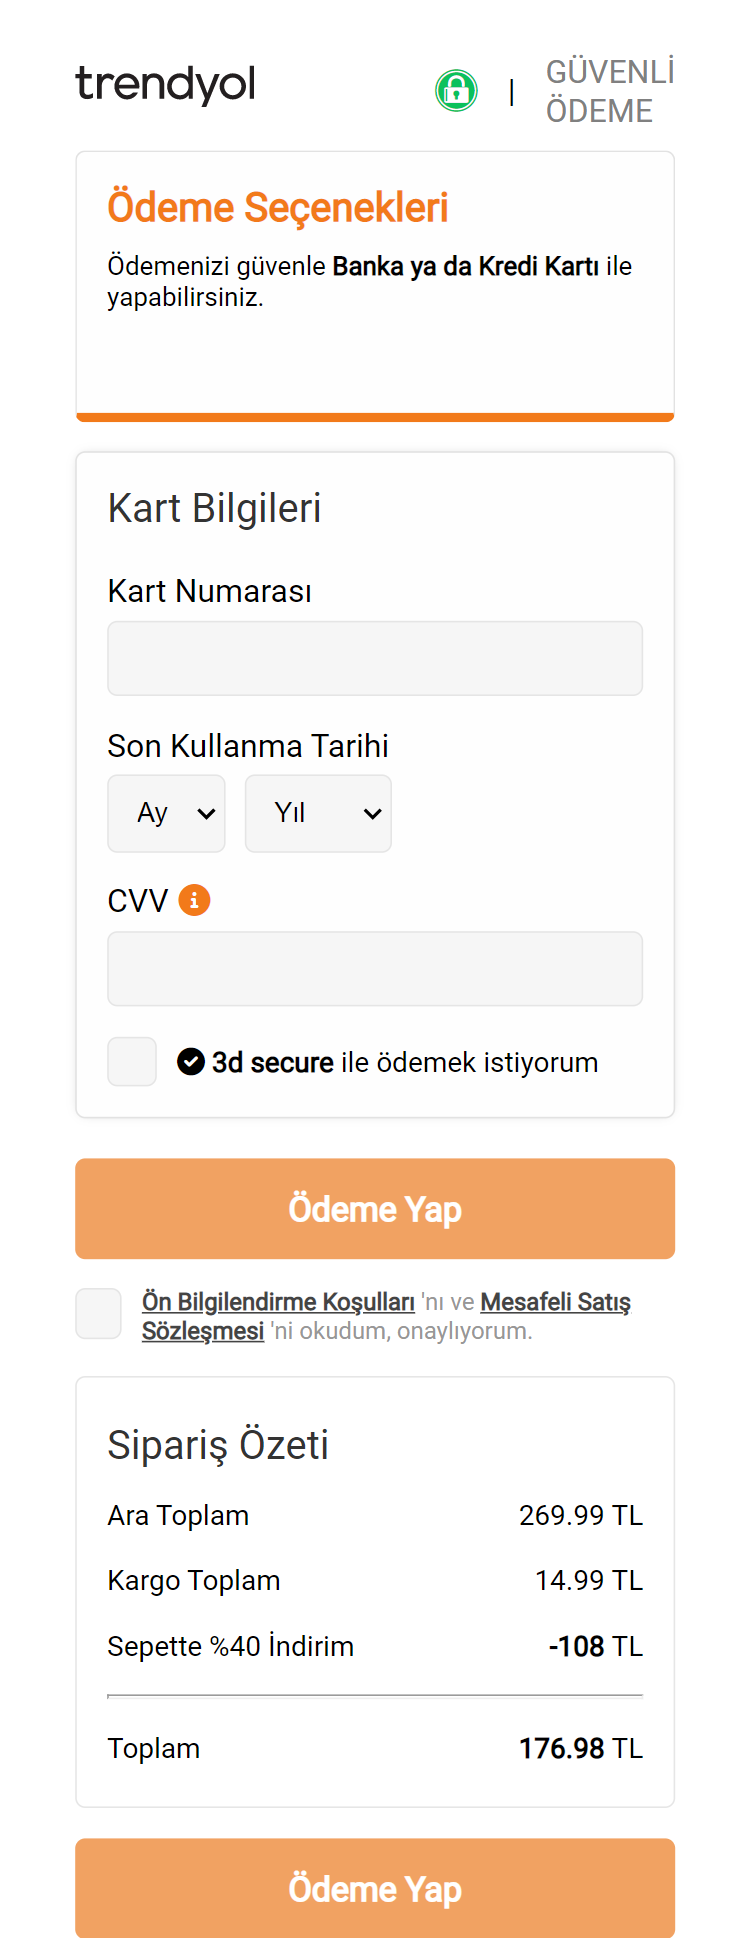 trendyol
|
GÜVENLİ
ÖDEME
Ödeme Seçenekleri
Ödemenizi güvenle Banka ya da Kredi Kartı ile
yapabilirsiniz.
Kart Bilgileri
Kart Numarası
Son Kullanma Tarihi
Ay
Yıl
CVV
3d secure ile ödemek istiyorum
Ödeme Yap
Ön Bilgilendirme Koşulları 'nı ve Mesafeli Satış
Sözleşmesi 'ni okudum, onaylıyorum.
Sipariş Özeti
Ara Toplam 269.99 TL
Kargo Toplam 14.99 TL
Sepette %40 İndirim -108 TL
Toplam 176.98 TL
Ödeme Yap